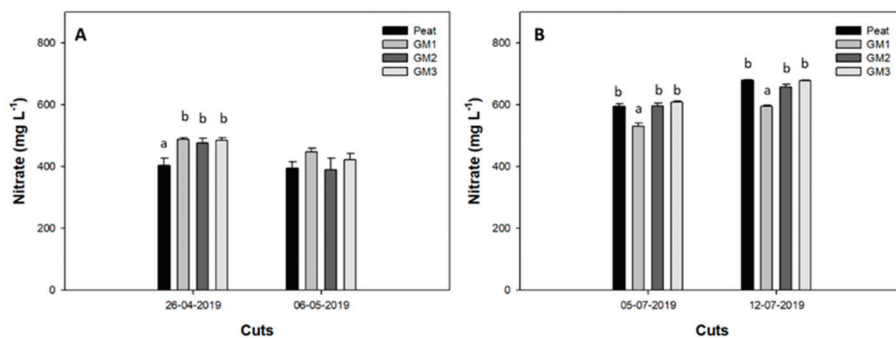 A
Peat
GM1
GM2
GM3
800
600
400
200
0
Nitrate (mg L⁻¹)
a b b b
26-04-2019 06-05-2019
Cuts
B
Peat
GM1
GM2
GM3
800
600
400
200
0
Nitrate (mg L⁻¹)
b a b b
b a b b
05-07-2019 12-07-2019
Cuts